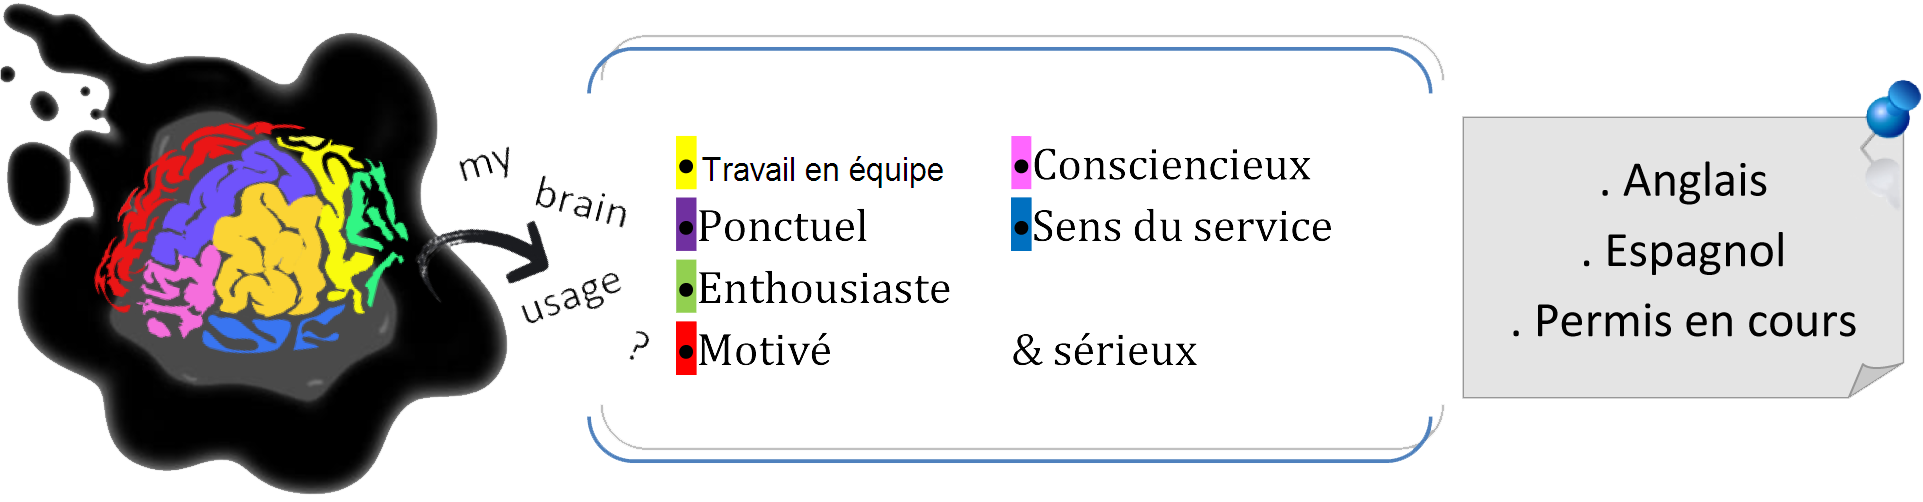 my
brain
usage
?
• Travail en équipe
• Ponctuel
• Enthousiaste
• Motivé
• Consciencieux
• Sens du service
& sérieux
. Anglais
. Espagnol
. Permis en cours